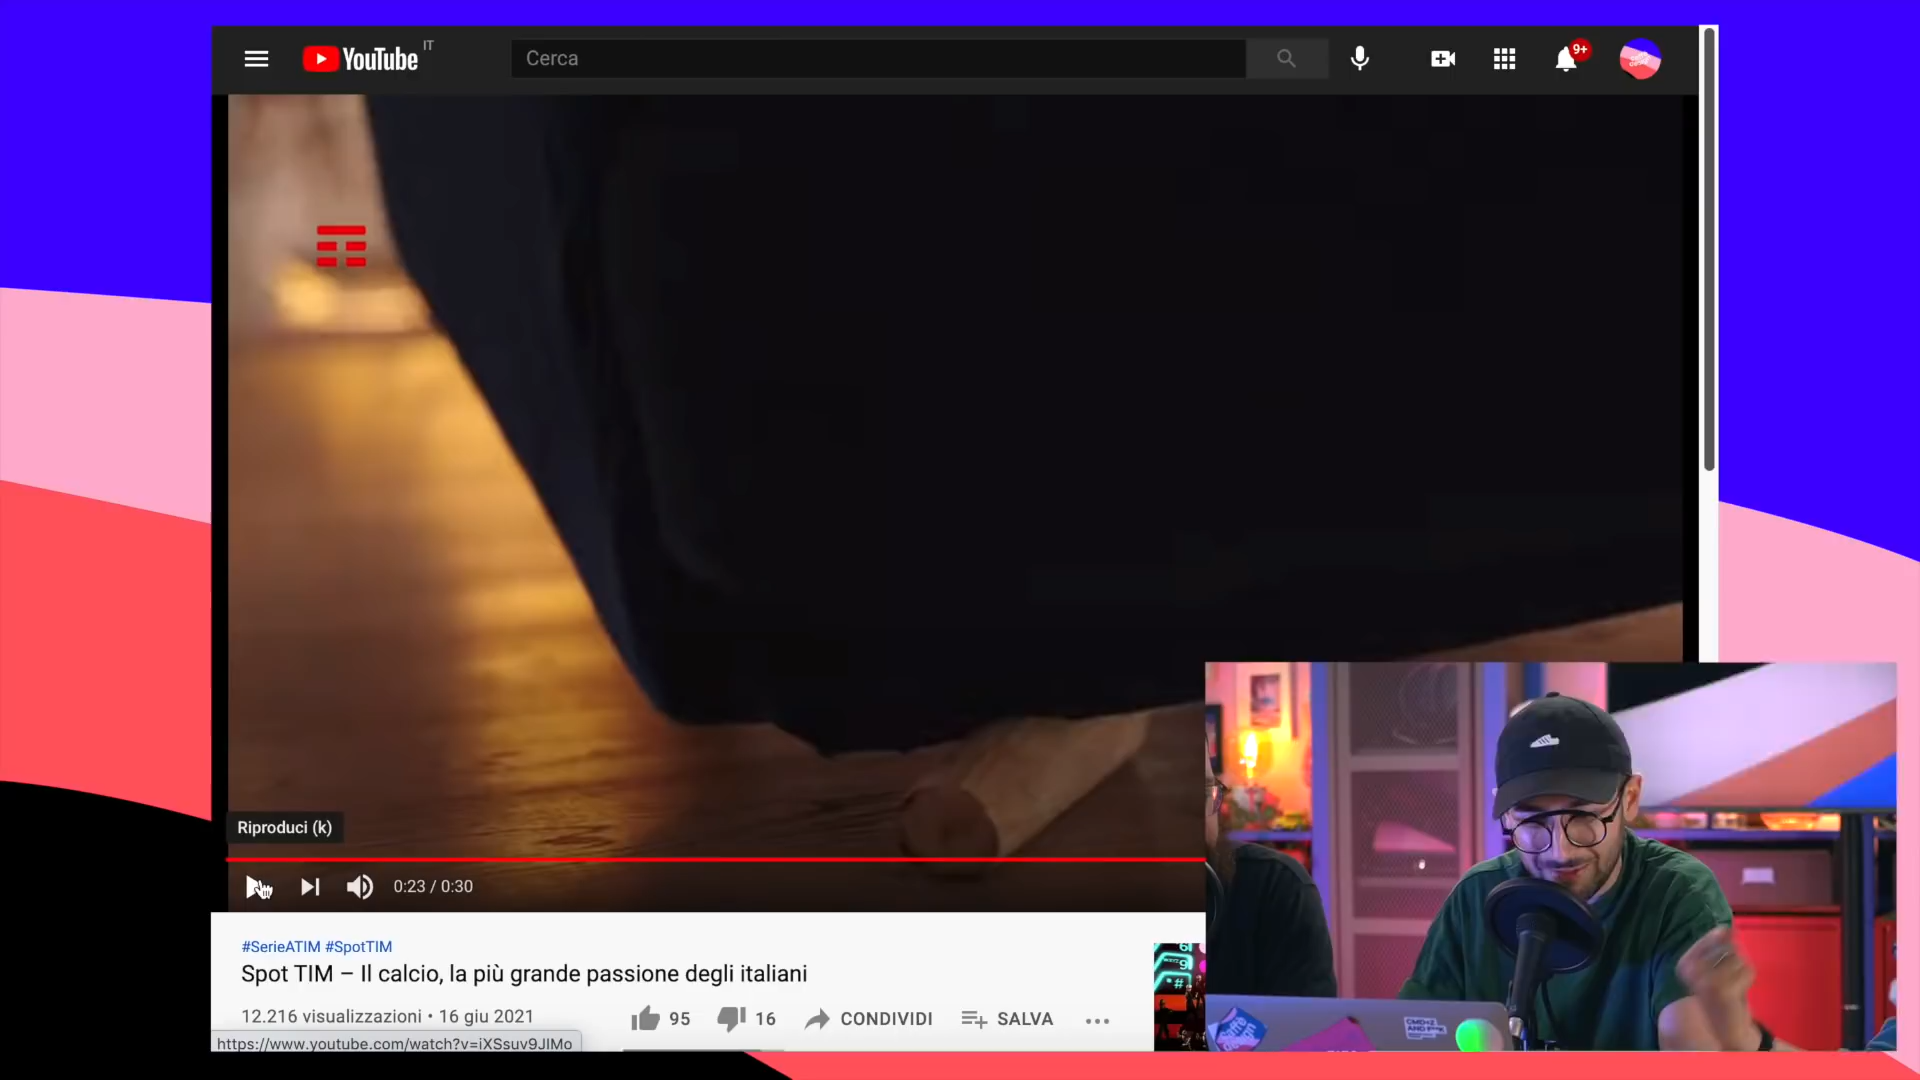 YouTube IT
Cerca
9+
Riproduci (k)
0:23 / 0:30
#SerieATIM #SpotTIM
Spot TIM – Il calcio, la più grande passione degli italiani
12.216 visualizzazioni • 16 giu 2021
95
16
CONDIVIDI
SALVA
https://www.youtube.com/watch?v=iXSsuv9JIMo